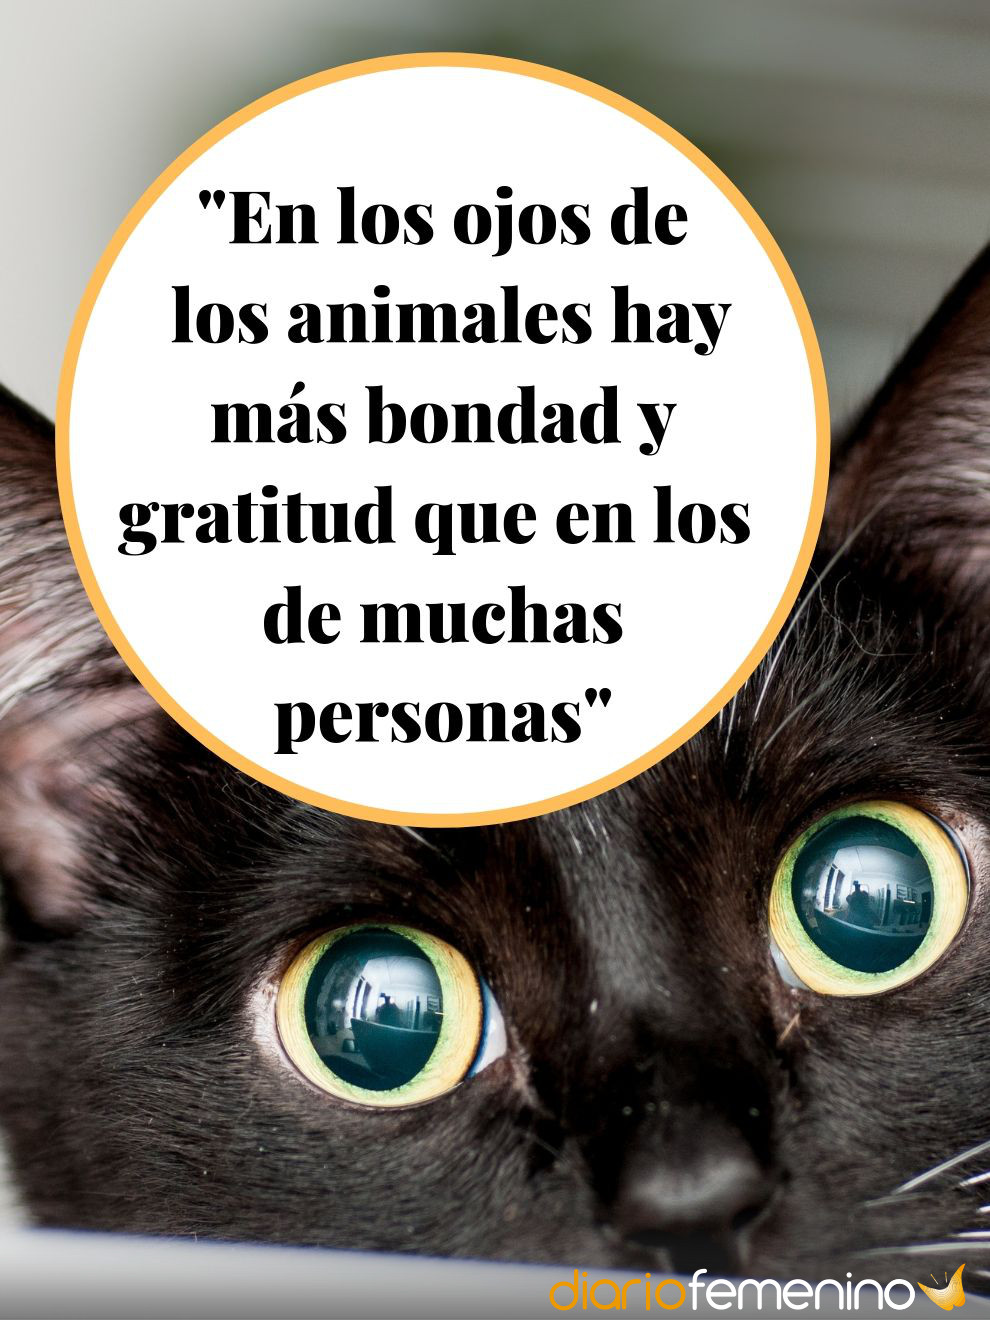 "En los ojos de
los animales hay
más bondad y
gratitud que en los
de muchas
personas"
diariofemenino